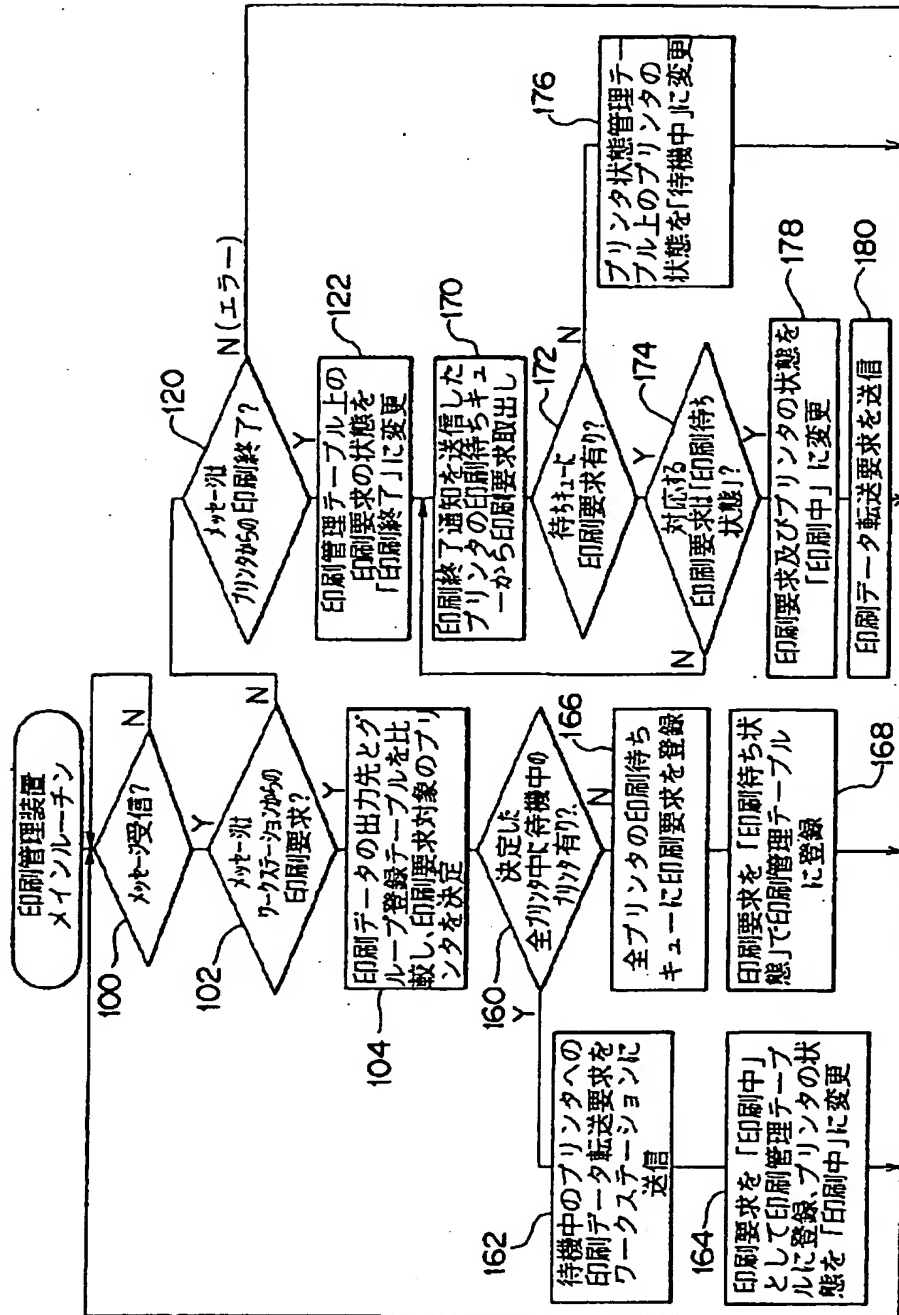 印刷管理装置
メインルーチン
100
メッセージ受信?
N
Y
102
メッセージは
ワークステーションからの
印刷要求?
N
Y
104
印刷データの出力先とグ
ループ登録テーブルを比
較し、印刷要求対象のプリ
ンタを決定
160
決定した
全プリンタ中に待機中の
プリンタ有り?
Y
N
162
待機中のプリンタへの
印刷データ転送要求を
ワークステーションに
送信
164
印刷要求を「印刷中」
として印刷管理テーブ
ルに登録、プリンタの状
態を「印刷中」に変更
166
全プリンタの印刷待ち
キューに印刷要求を登録
168
印刷要求を「印刷待ち状
態」で印刷管理テーブル
に登録
120
メッセージは
プリンタからの印刷終了?
N(エラー)
Y
122
印刷管理テーブル上の
印刷要求の状態を
「印刷終了」に変更
170
印刷終了通知を送信した
プリンタの印刷待ちキュ
ーから印刷要求取出し
172
待ちキューに
印刷要求有り?
N
Y
174
対応する
印刷要求は「印刷待ち
状態」?
N
Y
176
プリンタ状態管理テー
ブル上のプリンタの
状態を「待機中」に変更
178
印刷要求及びプリンタの状態を
「印刷中」に変更
180
印刷データ転送要求を送信